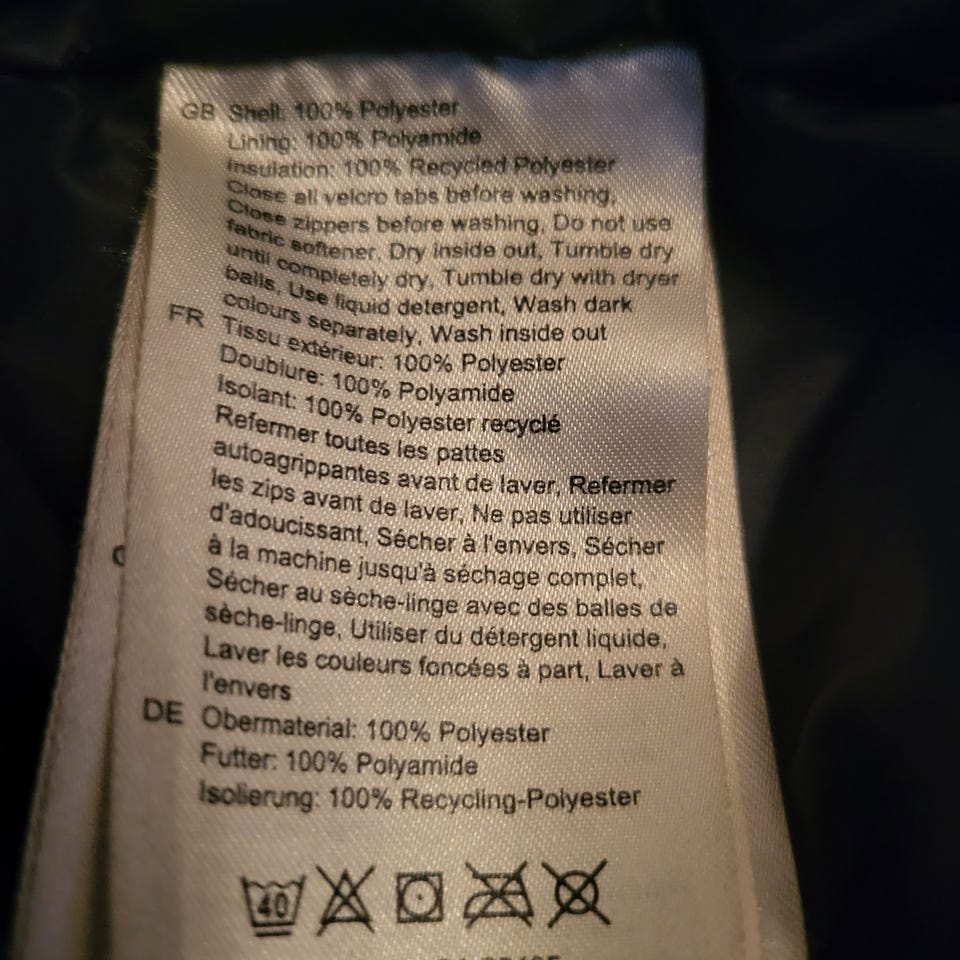 GB Shell: 100% Polyester
Lining: 100% Polyamide
Insulation: 100% Recycled Polyester
Close all velcro tabs before washing,
Close zippers before washing, Do not use
fabric softener, Dry inside out, Tumble dry
until completely dry, Tumble dry with dryer
balls, Use liquid detergent, Wash dark
colours separately, Wash inside out
FR Tissu extérieur: 100% Polyester
Doublure: 100% Polyamide
Isolant: 100% Polyester recyclé
Refermer toutes les pattes
autoagrippantes avant de laver, Refermer
les zips avant de laver, Ne pas utiliser
d'adoucissant, Sécher à l'envers, Sécher
à la machine jusqu'à séchage complet,
Sécher au sèche-linge avec des balles de
sèche-linge, Utiliser du détergent liquide,
Laver les couleurs foncées à part, Laver à
l'envers
DE Obermaterial: 100% Polyester
Futter: 100% Polyamide
Isolierung: 100% Recycling-Polyester
40